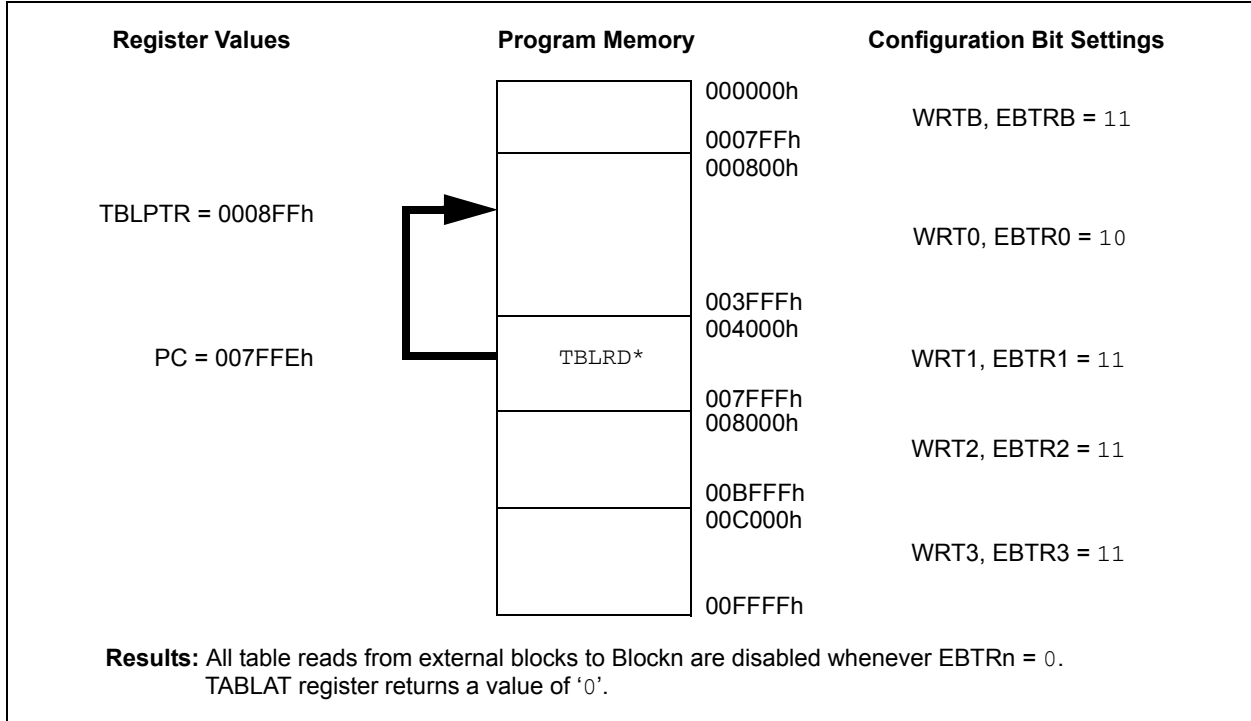 Register Values Program Memory Configuration Bit Settings
000000h
WRTB, EBTRB = 11
0007FFh
000800h
TBLPTR = 0008FFh
WRT0, EBTR0 = 10
003FFFh
004000h
PC = 007FFEh TBLRD* WRT1, EBTR1 = 11
007FFFh
008000h
WRT2, EBTR2 = 11
00BFFFh
00C000h
WRT3, EBTR3 = 11
00FFFFh
Results: All table reads from external blocks to Blockn are disabled whenever EBTRn = 0.
TABLAT register returns a value of ‘0’.